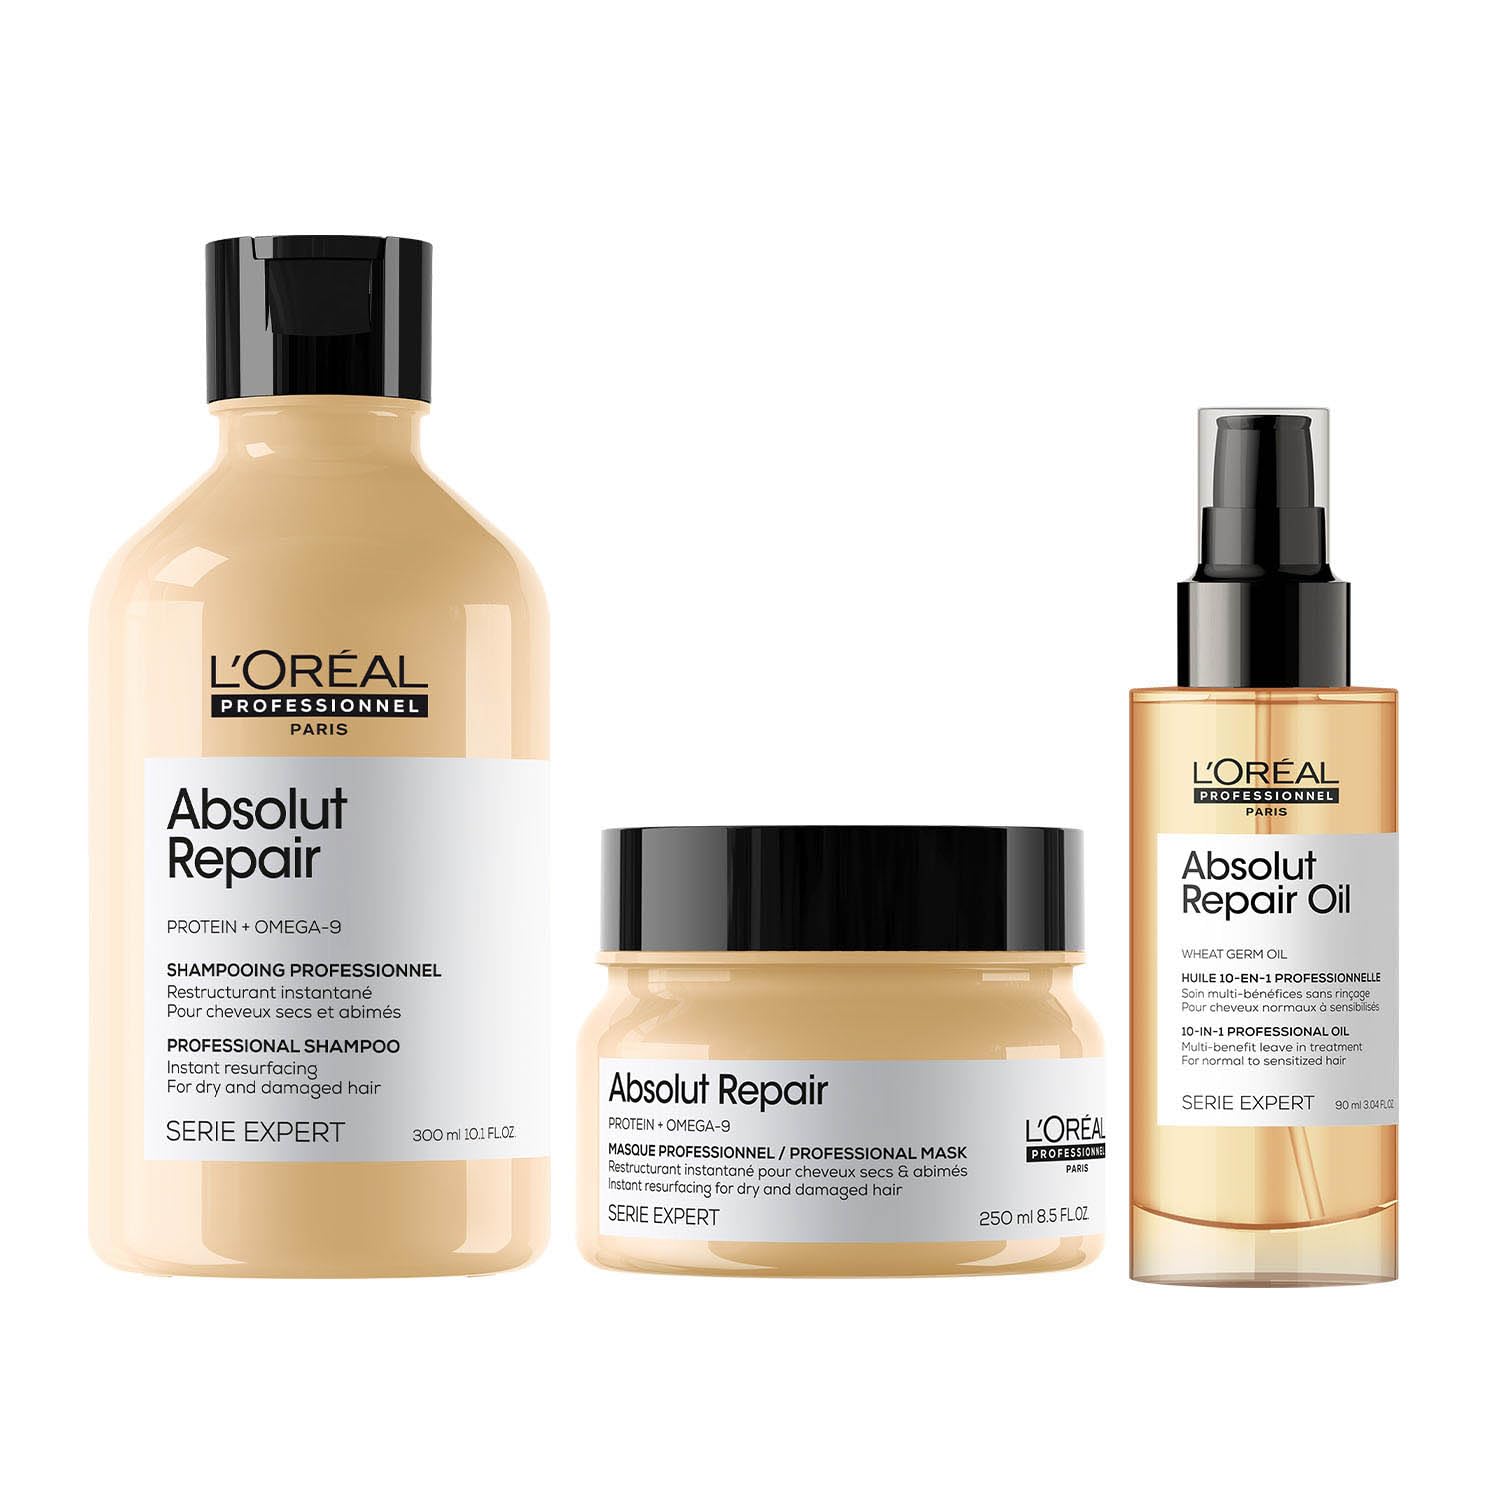 L'ORÉAL
PROFESSIONNEL
PARIS
Absolut
Repair
PROTEIN + OMEGA-9
SHAMPOOING PROFESSIONNEL
Restructurant instantané
Pour cheveux secs et abimés
PROFESSIONAL SHAMPOO
Instant resurfacing
For dry and damaged hair
SERIE EXPERT
300 ml 10.1 FL.OZ.
Absolut Repair
PROTEIN + OMEGA-9
MASQUE PROFESSIONNEL / PROFESSIONAL MASK
Restructurant instantané pour cheveux secs & abimés
Instant resurfacing for dry and damaged hair
SERIE EXPERT
L'ORÉAL
PROFESSIONNEL
PARIS
250 ml 8.5 FL.OZ.
L'ORÉAL
PROFESSIONNEL
PARIS
Absolut
Repair Oil
WHEAT GERM OIL
HUILE 10-EN-1 PROFESSIONNELLE
Soin multi-bénéfices sans rinçage
Pour cheveux normaux à sensibilisés
10-IN-1 PROFESSIONAL OIL
Multi-benefit leave in treatment
For normal to sensitized hair
SERIE EXPERT
90 ml 3.04 FL.OZ.